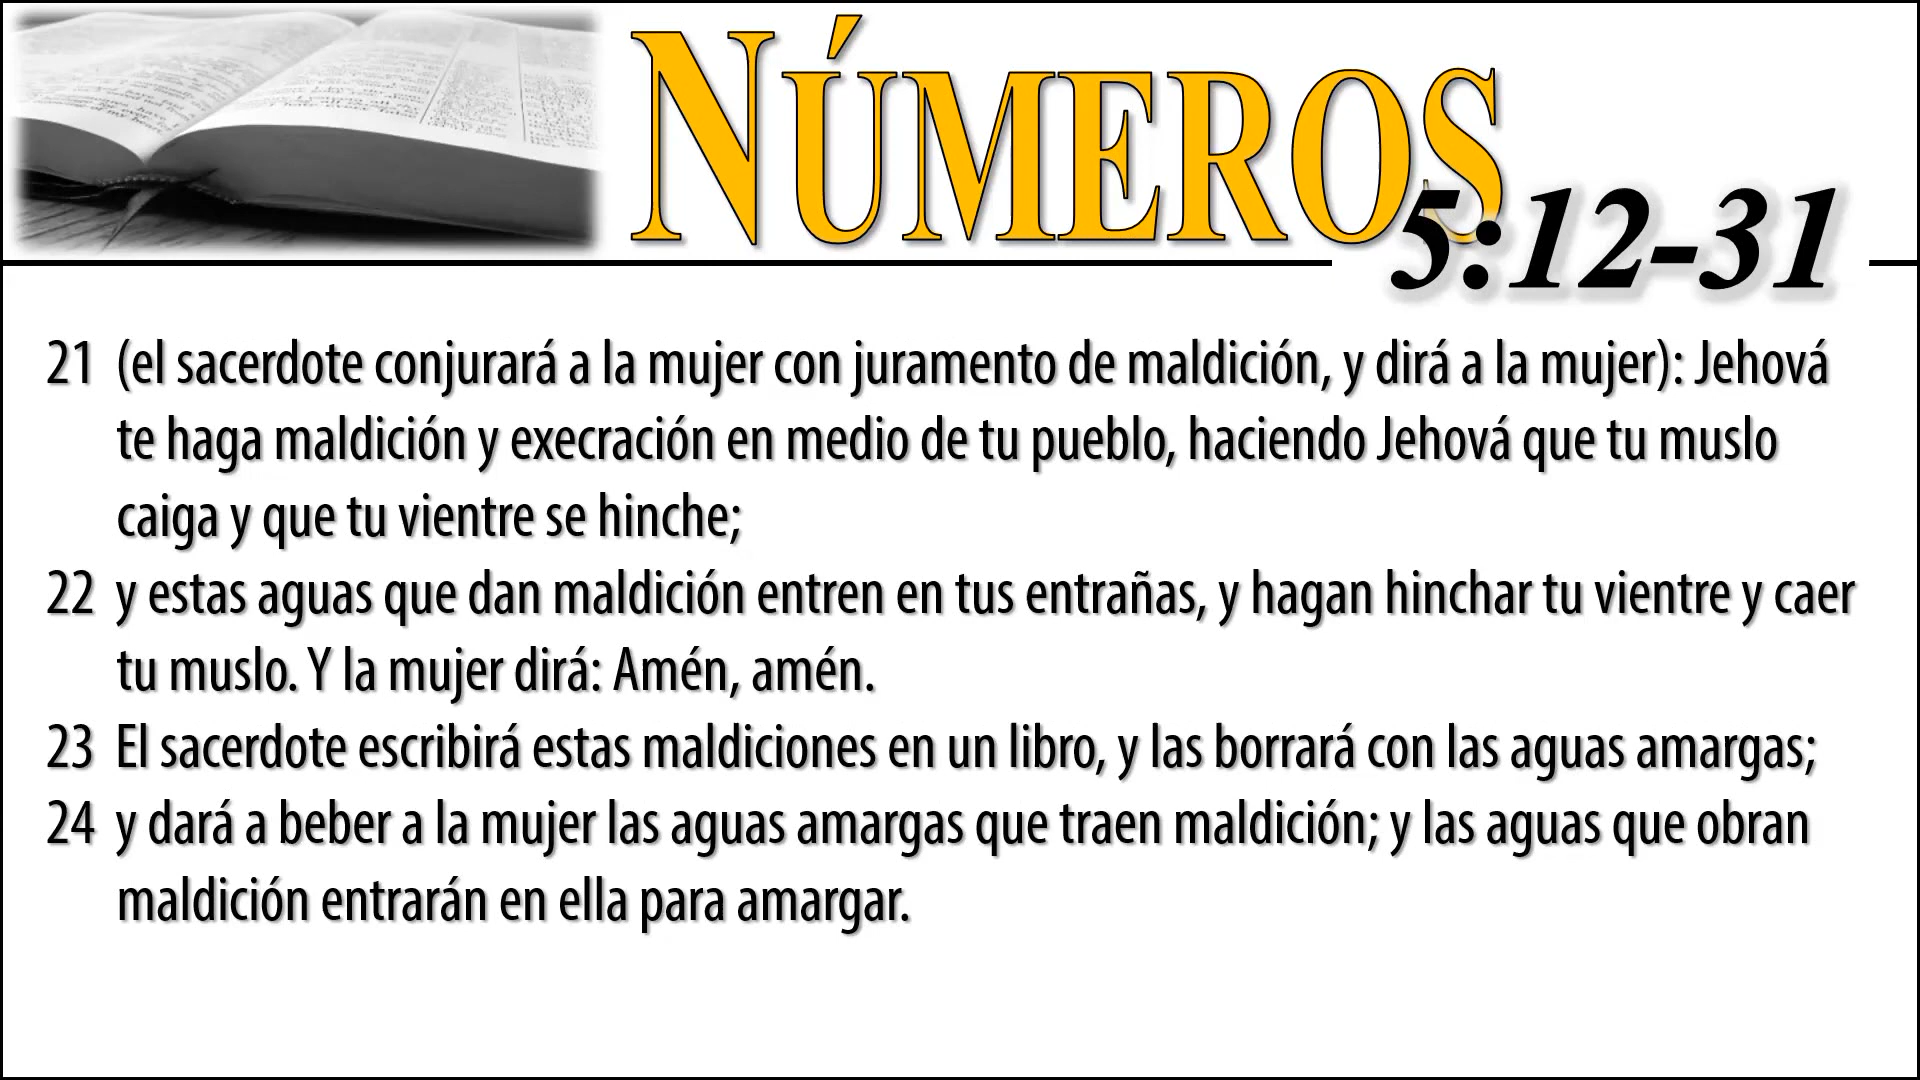 NÚMEROS
5:12-31
21 (el sacerdote conjurará a la mujer con juramento de maldición, y dirá a la mujer): Jehová
te haga maldición y execración en medio de tu pueblo, haciendo Jehová que tu muslo
caiga y que tu vientre se hinche;
22 y estas aguas que dan maldición entren en tus entrañas, y hagan hinchar tu vientre y caer
tu muslo. Y la mujer dirá: Amén, amén.
23 El sacerdote escribirá estas maldiciones en un libro, y las borrará con las aguas amargas;
24 y dará a beber a la mujer las aguas amargas que traen maldición; y las aguas que obran
maldición entrarán en ella para amargar.